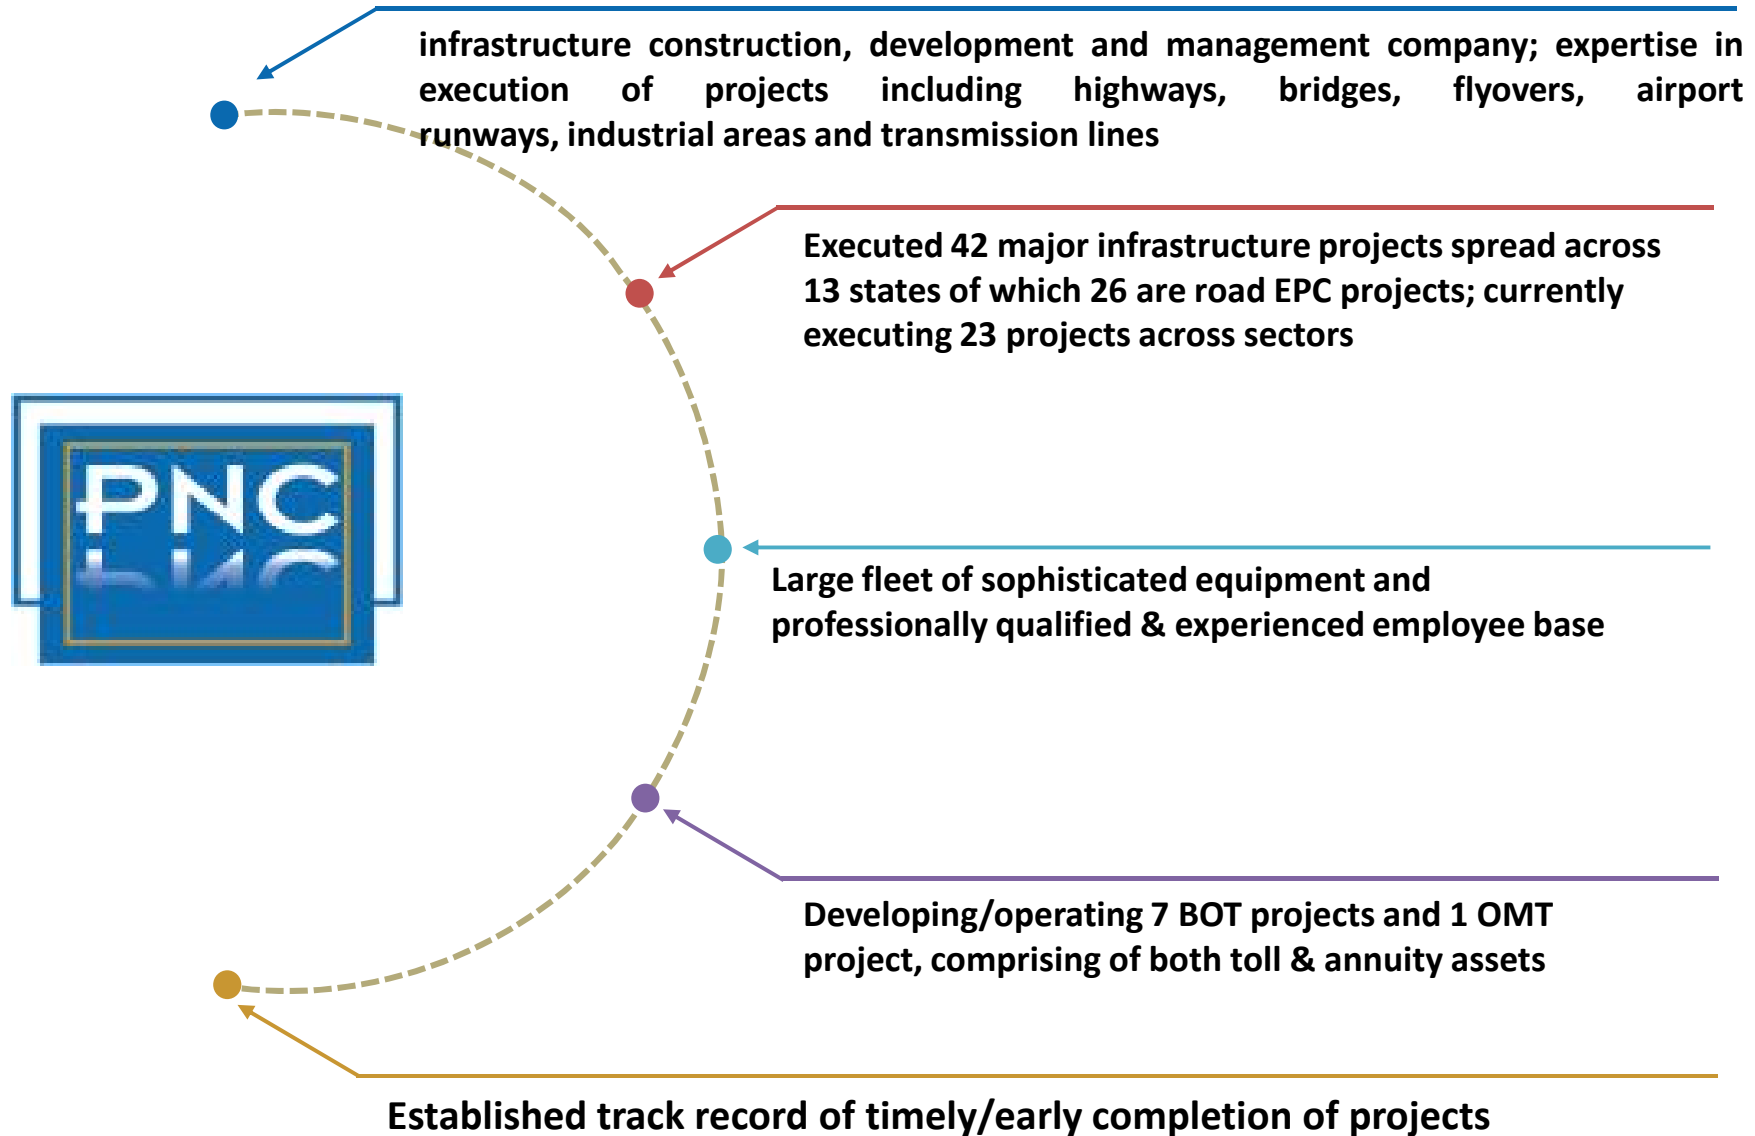 infrastructure construction, development and management company; expertise in
execution of projects including highways, bridges, flyovers, airport
runways, industrial areas and transmission lines
Executed 42 major infrastructure projects spread across
13 states of which 26 are road EPC projects; currently
executing 23 projects across sectors
PNC
Large fleet of sophisticated equipment and
professionally qualified & experienced employee base
Developing/operating 7 BOT projects and 1 OMT
project, comprising of both toll & annuity assets
Established track record of timely/early completion of projects